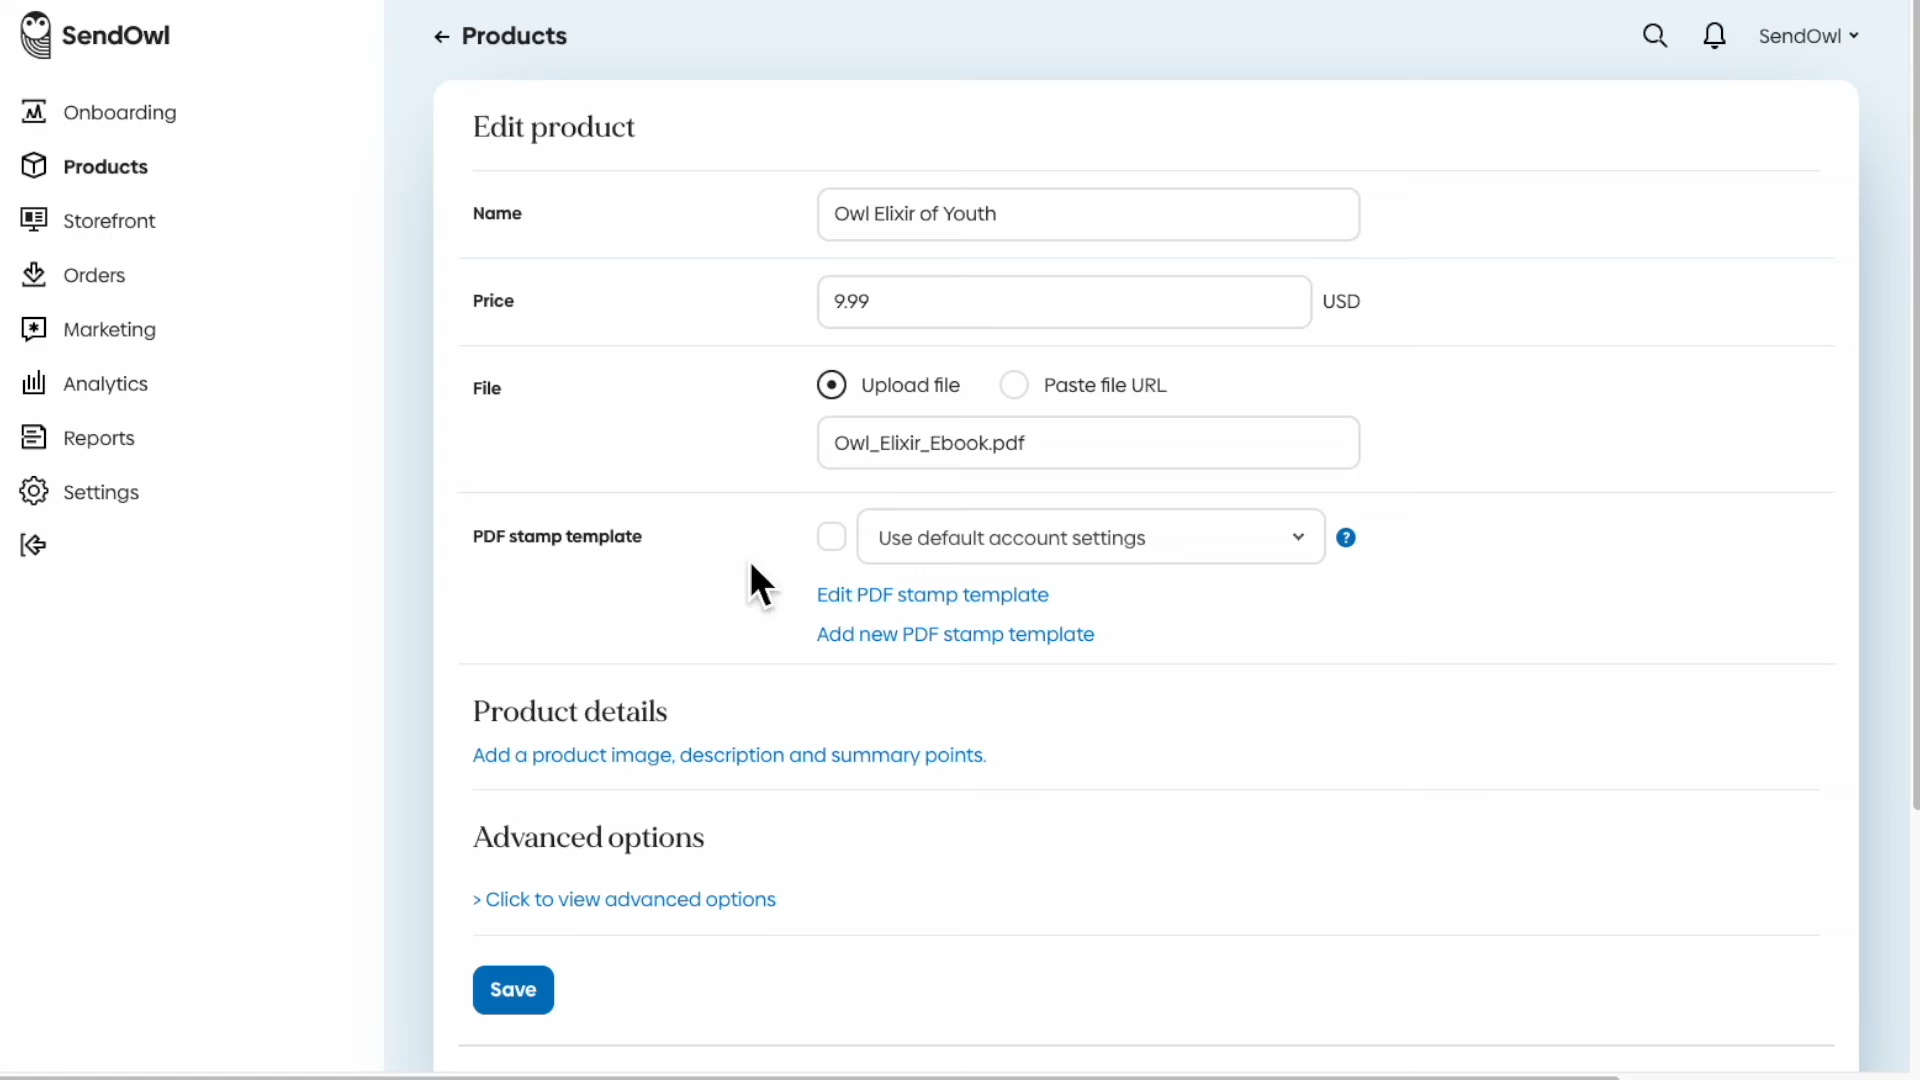 SendOwl
Onboarding
Products
Storefront
Orders
Marketing
Analytics
Reports
Settings
← Products
SendOwl
Edit product
Name
Owl Elixir of Youth
Price
9.99
USD
File
Upload file
Paste file URL
Owl_Elixir_Ebook.pdf
PDF stamp template
Use default account settings
?
Edit PDF stamp template
Add new PDF stamp template
Product details
Add a product image, description and summary points.
Advanced options
> Click to view advanced options
Save